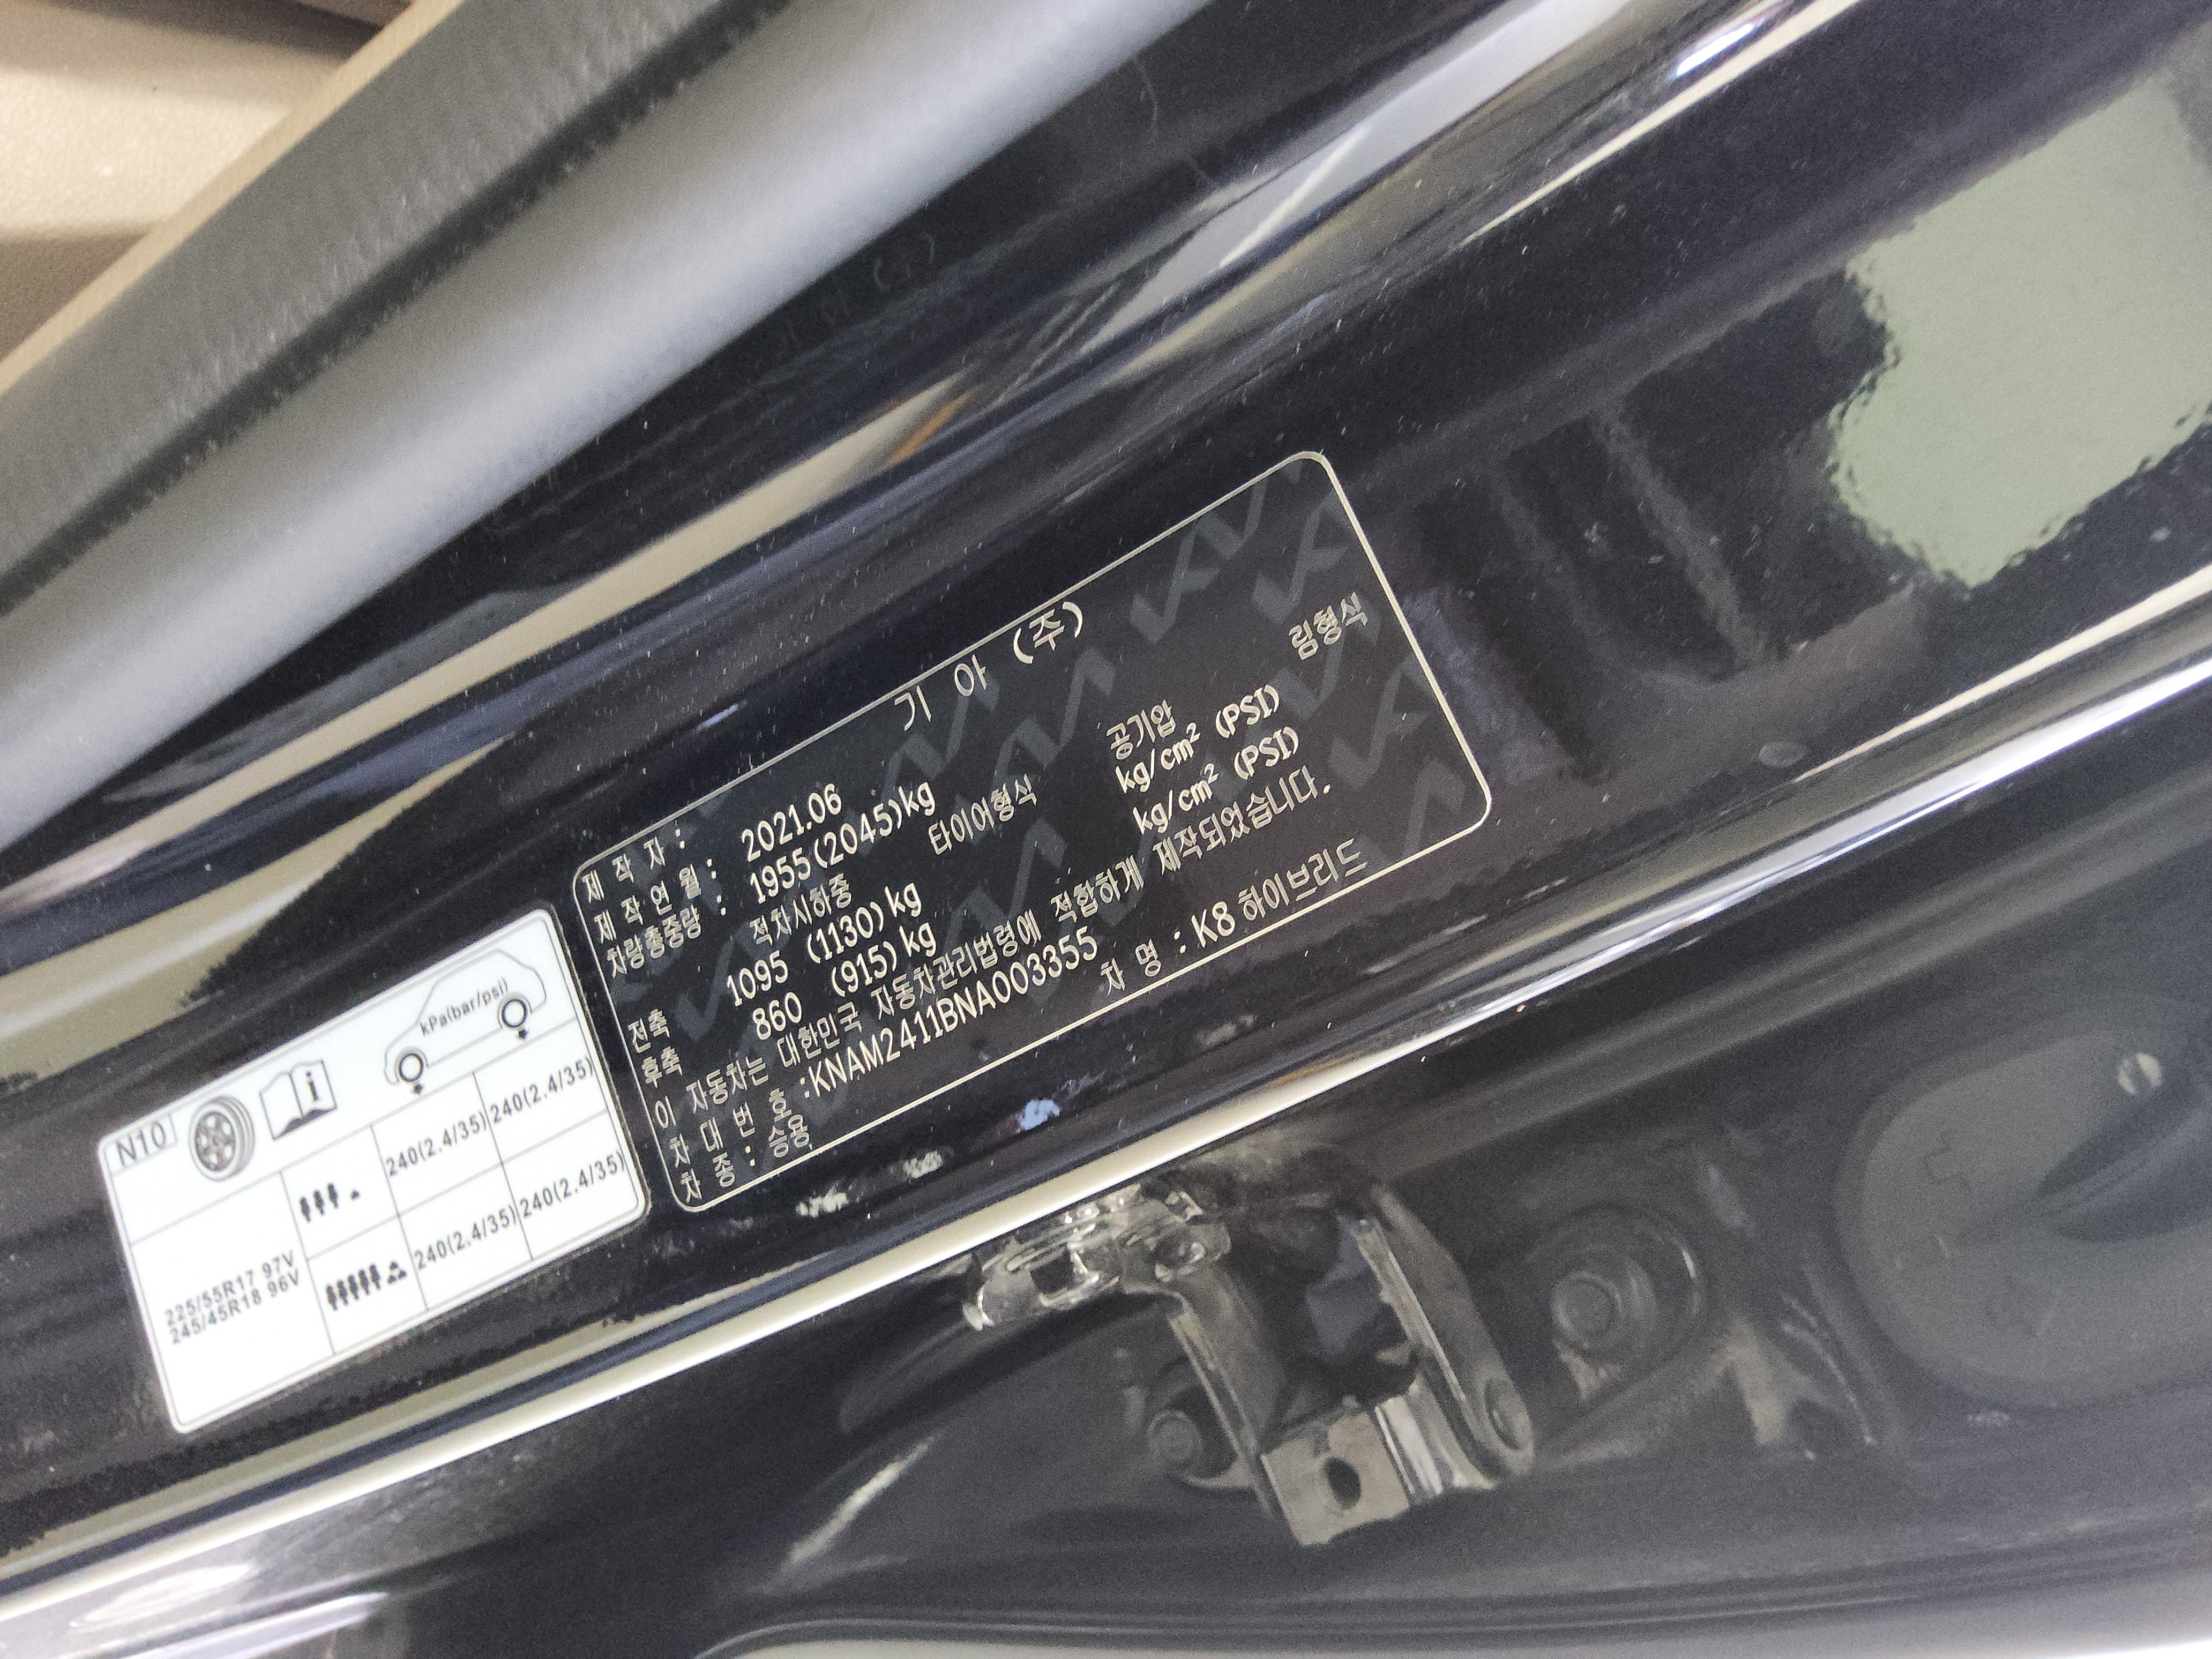 N10
kPa(bar/psi)
225/55R17 97V
245/45R18 96V
240(2.4/35) 240(2.4/35)
240(2.4/35) 240(2.4/35)
제 작 자 : 기 아 (주)
제 작 연 월 : 2021.06
차량총중량 : 1955(2045)kg
적차시하중 타이어형식 공기압 림형식
전축 1095 (1130)kg kg/cm² (PSI)
후축 860 (915)kg kg/cm² (PSI)
이 자동차는 대한민국 자동차관리법령에 적합하게 제작되었습니다.
차 대 번 호 :KNAM2411BNA003355
차 종 : 승용 차 명 : K8 하이브리드